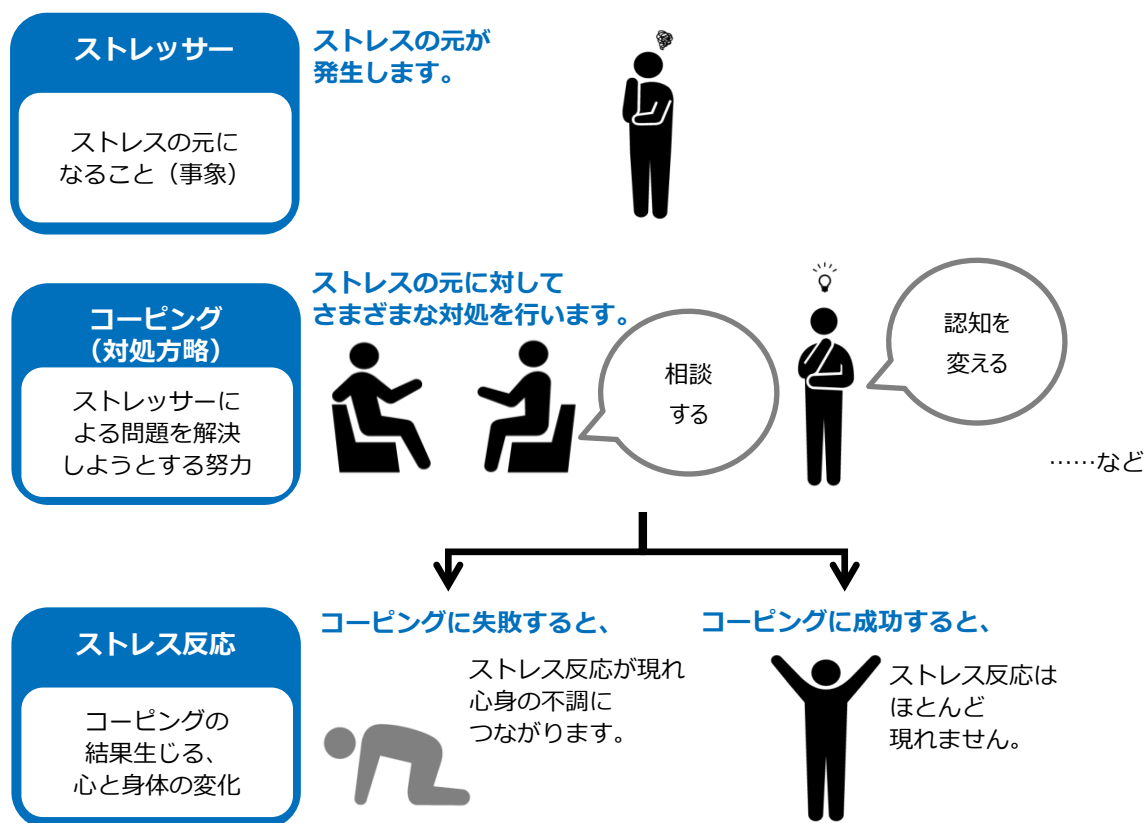 ストレッサー
ストレスの元に
なること（事象）
ストレスの元が
発生します。
コーピング
（対処方略）
ストレッサーに
よる問題を解決
しようとする努力
ストレスの元に対して
さまざまな対処を行います。
相談
する
認知を
変える
……など
ストレス反応
コーピングの
結果生じる、
心と身体の変化
コーピングに失敗すると、
ストレス反応が現れ
心身の不調に
つながります。
コーピングに成功すると、
ストレス反応は
ほとんど
現れません。